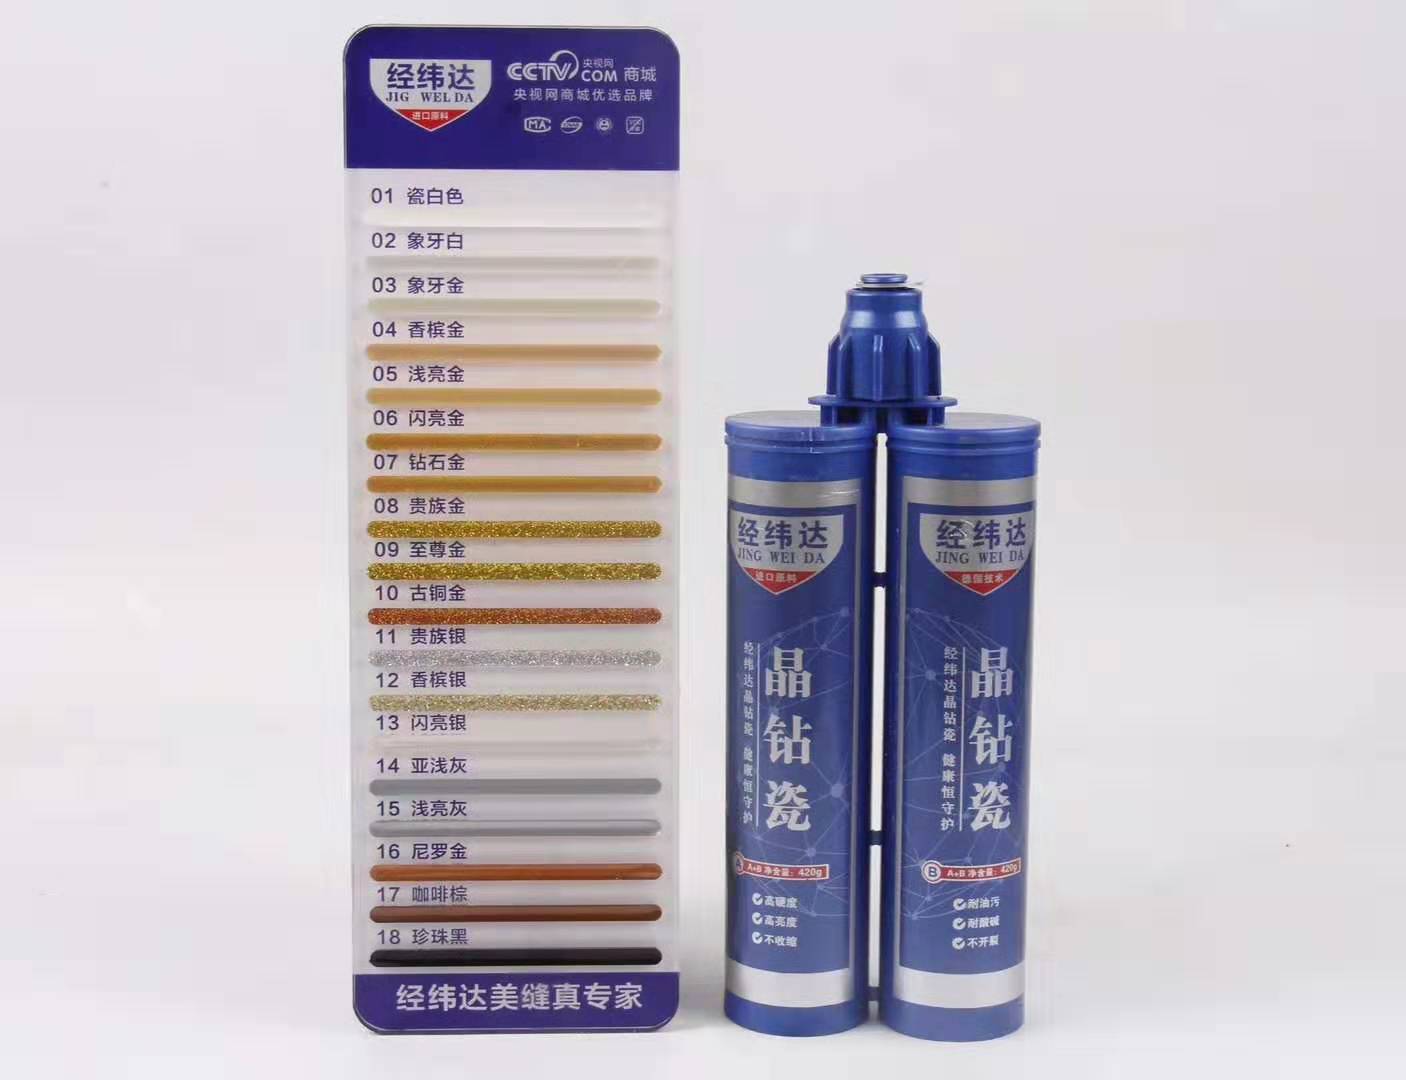 经纬达
JIG WEI DA
进口原料
CCTV 央视网
COM 商城
央视网商城优选品牌
MA
01 瓷白色
02 象牙白
03 象牙金
04 香槟金
05 浅亮金
06 闪亮金
07 钻石金
08 贵族金
09 至尊金
10 古铜金
11 贵族银
12 香槟银
13 闪亮银
14 亚浅灰
15 浅亮灰
16 尼罗金
17 咖啡棕
18 珍珠黑
经纬达美缝真专家
经纬达
JING WEI DA
进口原料
经纬达晶钻瓷 健康恒守护
晶钻瓷
A A+B 净含量：420g
高硬度
高亮度
不收缩
经纬达
JING WEI DA
德国技术
经纬达晶钻瓷 健康恒守护
晶钻瓷
B A+B 净含量：420g
耐油污
耐酸碱
不开裂